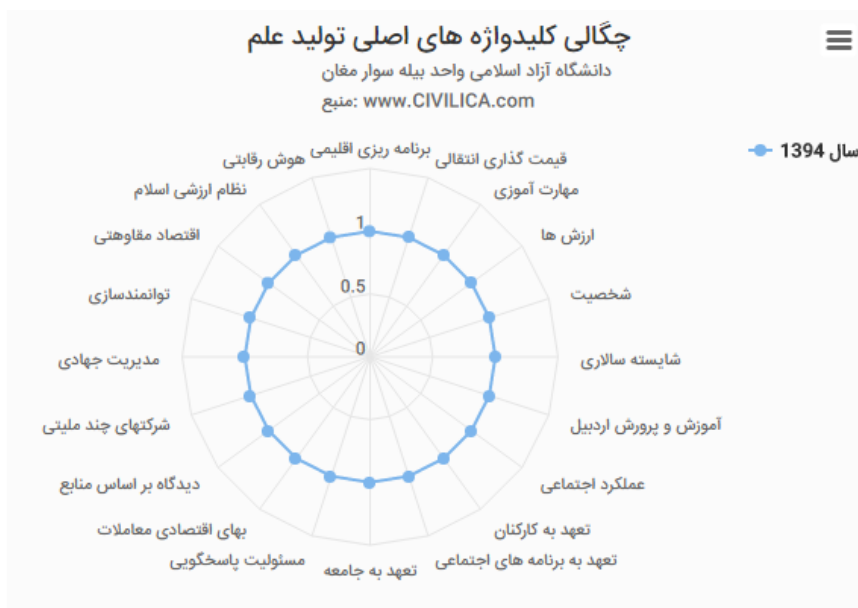 چگالی کلیدواژه های اصلی تولید علم
دانشگاه آزاد اسلامی واحد بیله سوار مغان
منبع: www.CIVILICA.com
سال 1394
برنامه ریزی اقلیمی
قیمت گذاری انتقالی
مهارت آموزی
ارزش ها
شخصیت
شایسته سالاری
آموزش و پرورش اردبیل
عملکرد اجتماعی
تعهد به کارکنان
تعهد به برنامه های اجتماعی
تعهد به جامعه
مسئولیت پاسخگویی
بهای اقتصادی معاملات
دیدگاه بر اساس منابع
شرکتهای چند ملیتی
مدیریت جهادی
توانمندسازی
اقتصاد مقاوهتی
نظام ارزشی اسلام
هوش رقابتی
1
0.5
0